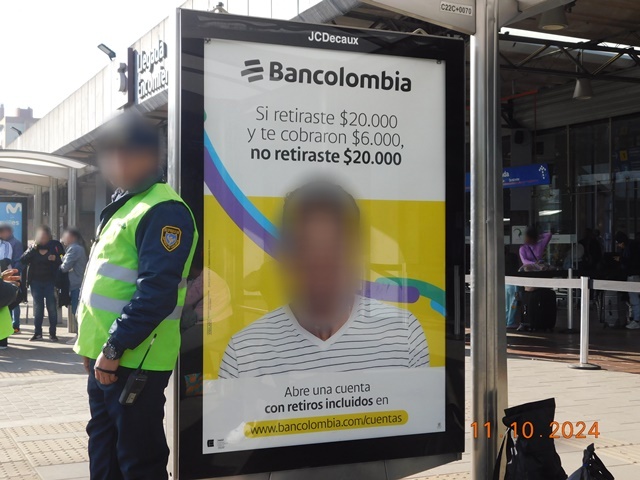 C22C*0070
JCDecaux
Llegada
Bancolombia
Si retiraste $20.000
y te cobraron $6.000,
no retiraste $20.000
Abre una cuenta
con retiros incluidos en
www.bancolombia.com/cuentas
11 10 2024